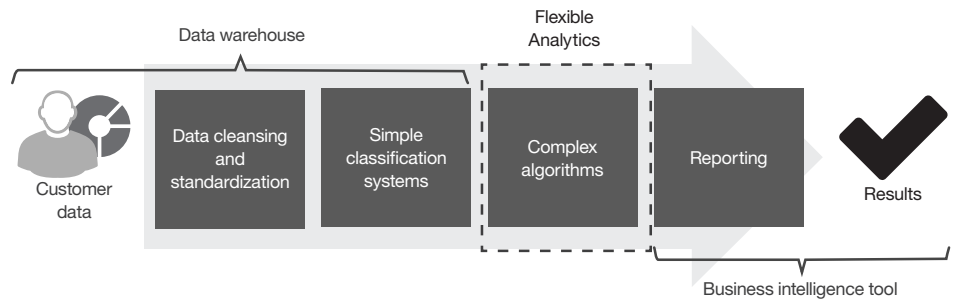 Data warehouse
Flexible
Analytics
Customer
data
Data cleansing
and
standardization
Simple
classification
systems
Complex
algorithms
Reporting
Results
Business intelligence tool